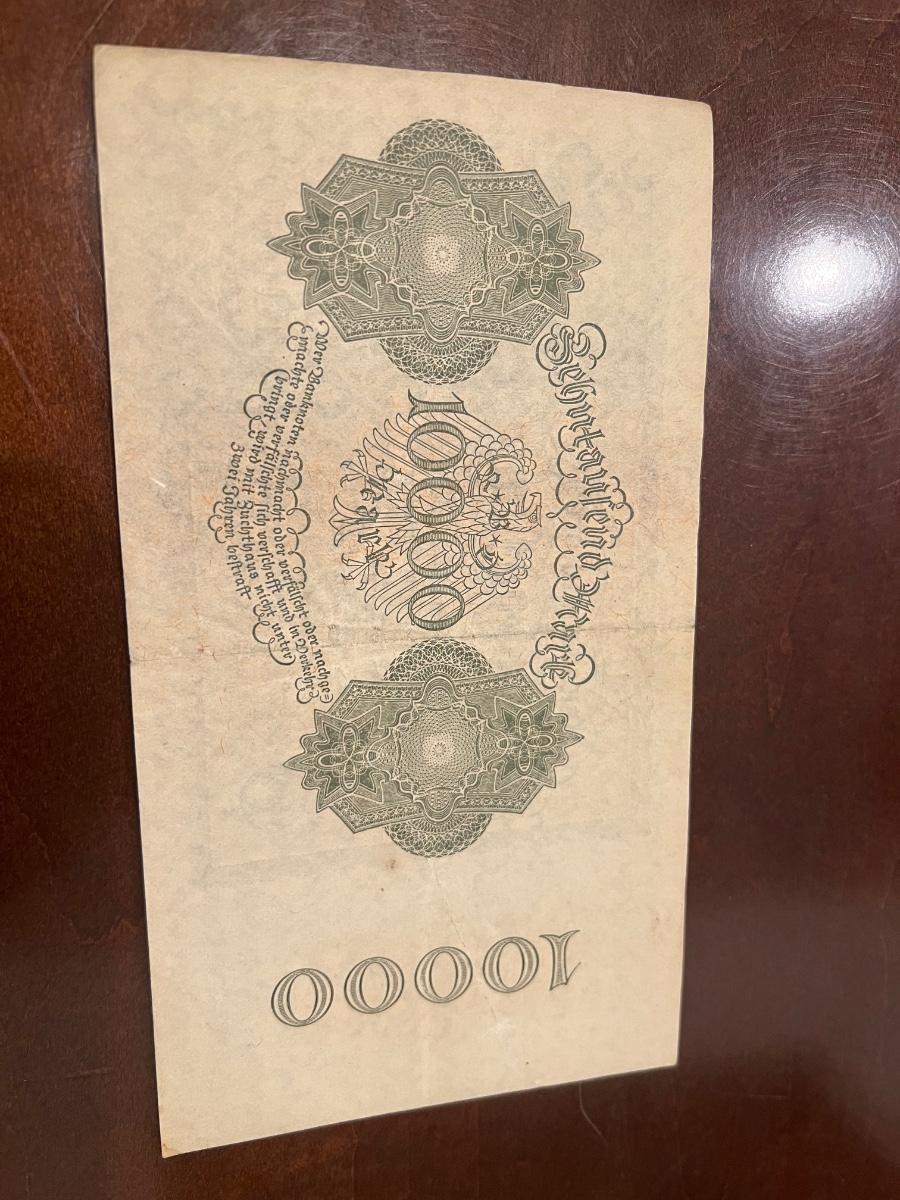 Zehntausend Mark
10000
Mark
Wer Banknoten nachmacht oder verfälscht oder nachge=
machte oder verfälschte sich verschafft und in Verkehr
bringt, wird mit Zuchthaus nicht unter
zwei Jahren bestraft
10000